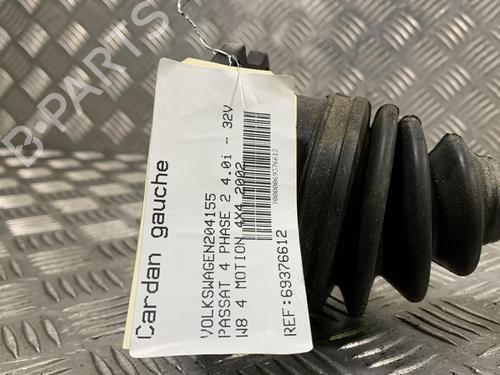 Cardan gauche
VOLKSWAGEN204155
PASSAT 4 PHASE 2 4.0i - 32V
W8 4 MOTION 4X4 2002
REF:69376612
B-PARTS